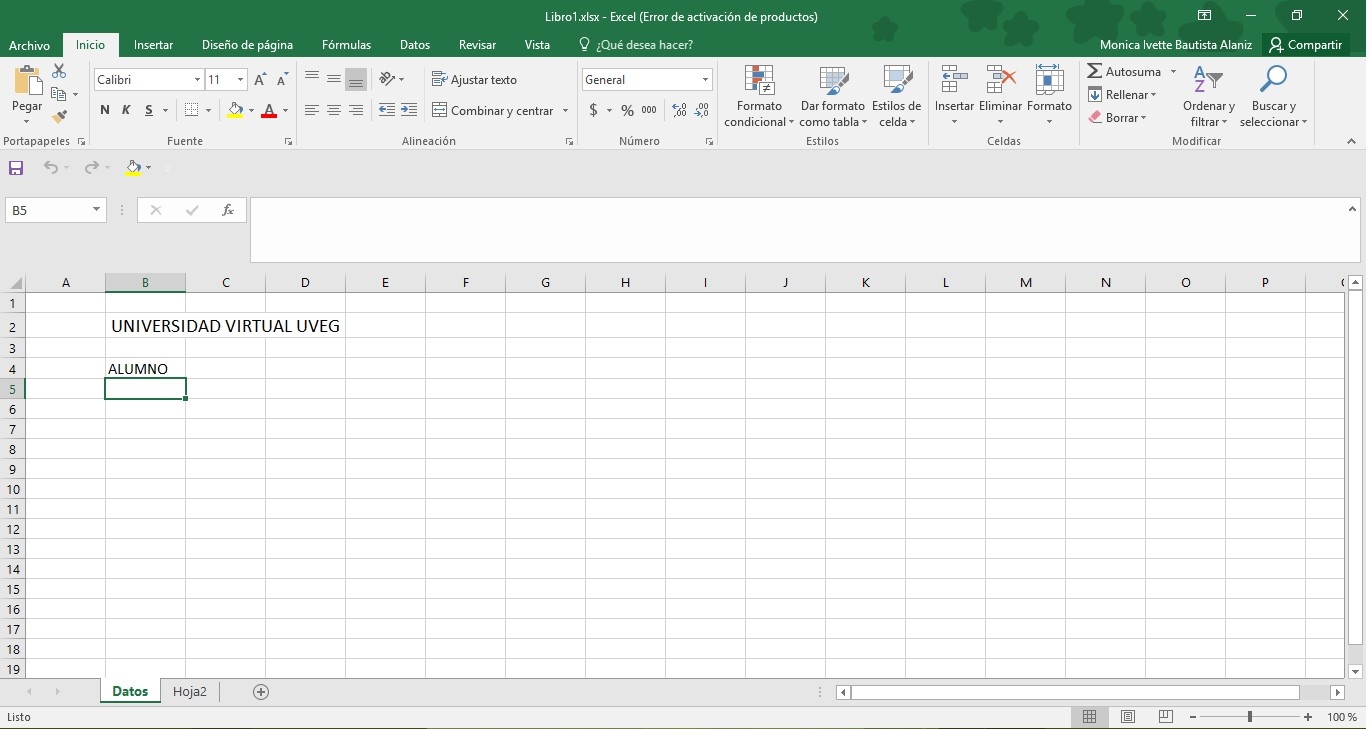 Libro1.xlsx - Excel (Error de activación de productos)
Archivo Inicio Insertar Diseño de página Fórmulas Datos Revisar Vista ¿Qué desea hacer? Monica Ivette Bautista Alaniz Compartir
Pegar
Portapapeles
Calibri 11
N K S
Fuente
Ajustar texto
Combinar y centrar
Alineación
General
$ % 000
Número
Formato condicional
Dar formato como tabla
Estilos de celda
Estilos
Insertar Eliminar Formato
Celdas
Autosuma
Rellenar
Borrar
Ordenar y filtrar
Buscar y seleccionar
Modificar
B5 fx
A B C D E F G H I J K L M N O P
1
2 UNIVERSIDAD VIRTUAL UVEG
3
4 ALUMNO
5
6
7
8
9
10
11
12
13
14
15
16
17
18
19
Datos Hoja2
Listo 100 %